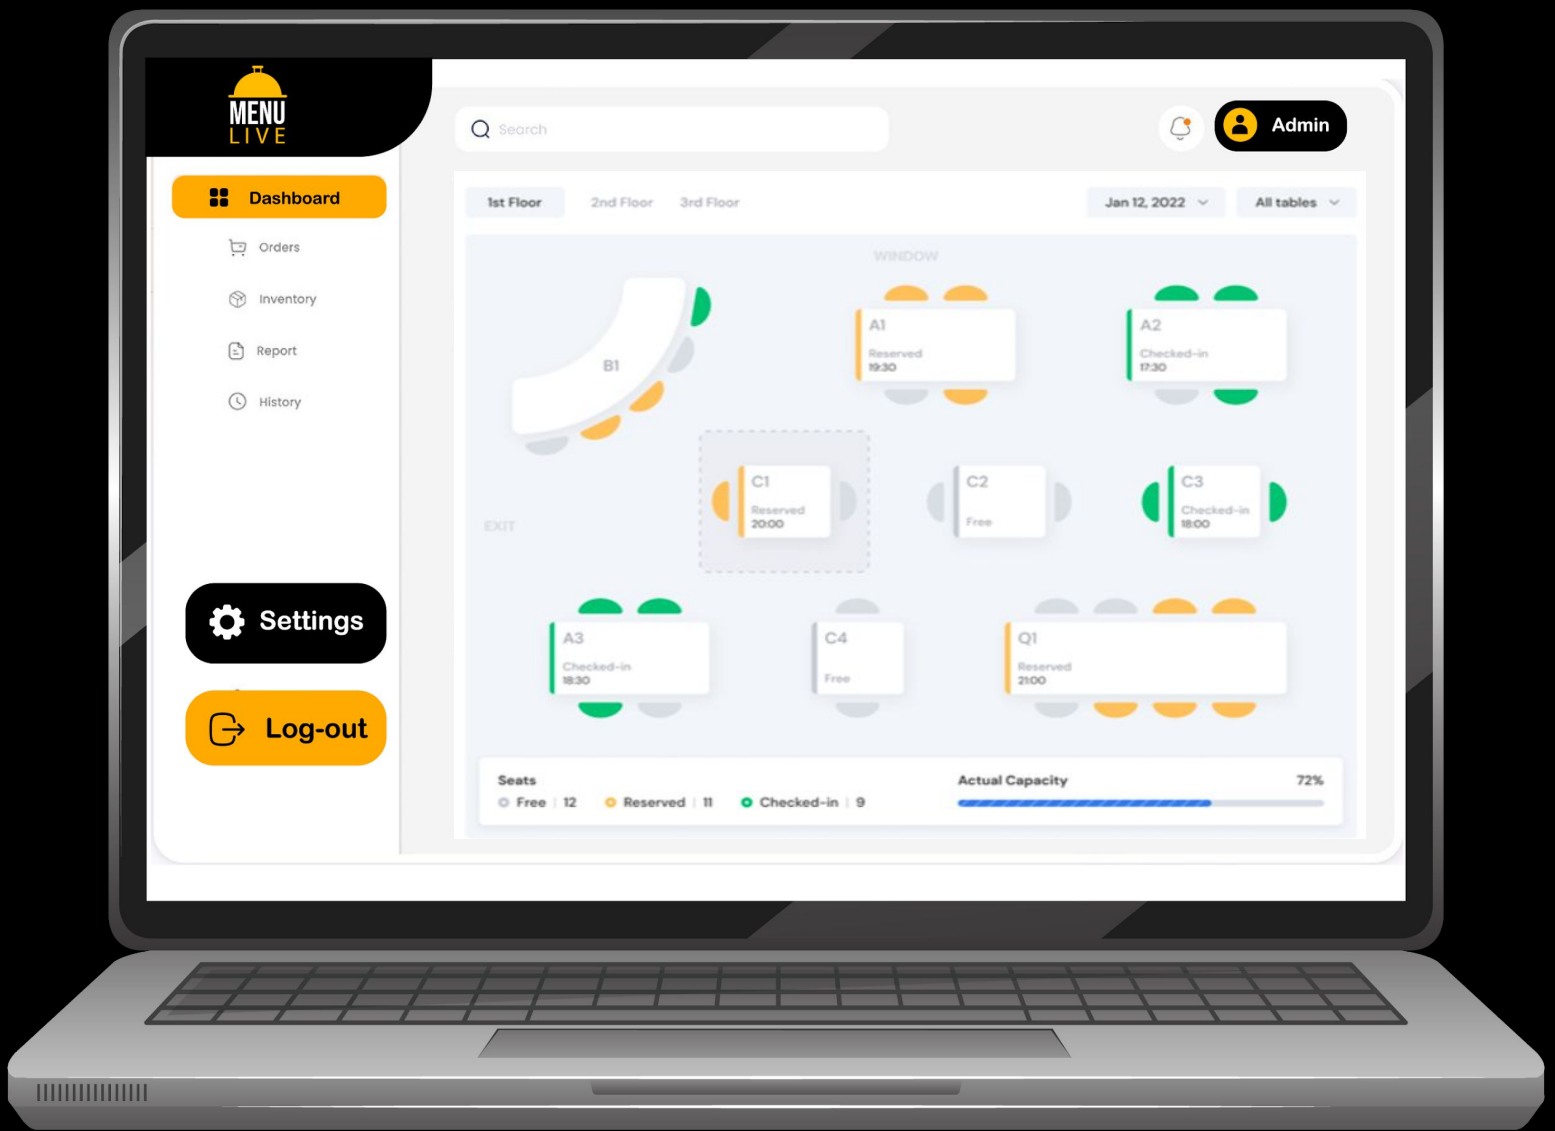 MENU
LIVE
Search
Admin
Dashboard
Orders
Inventory
Report
History
Settings
Log-out
1st Floor
2nd Floor
3rd Floor
Jan 12, 2022
All tables
WINDOW
B1
A1
Reserved
19:30
A2
Checked-in
17:30
EXIT
C1
Reserved
20:00
C2
Free
C3
Checked-in
18:00
A3
Checked-in
18:30
C4
Free
Q1
Reserved
21:00
Seats
Free | 12
Reserved | 11
Checked-in | 9
Actual Capacity
72%